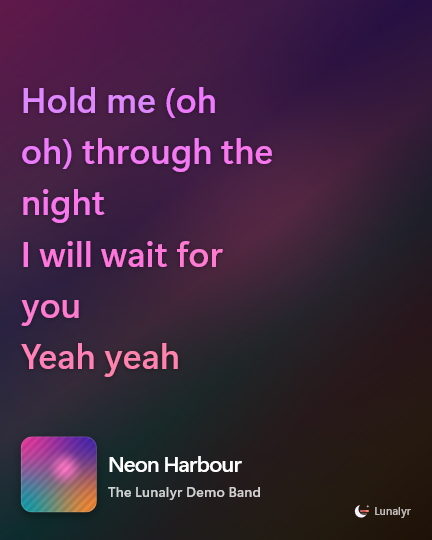 Hold me (oh
oh) through the
night
I will wait for
you
Yeah yeah
Neon Harbour
The Lunalyr Demo Band
Lunalyr